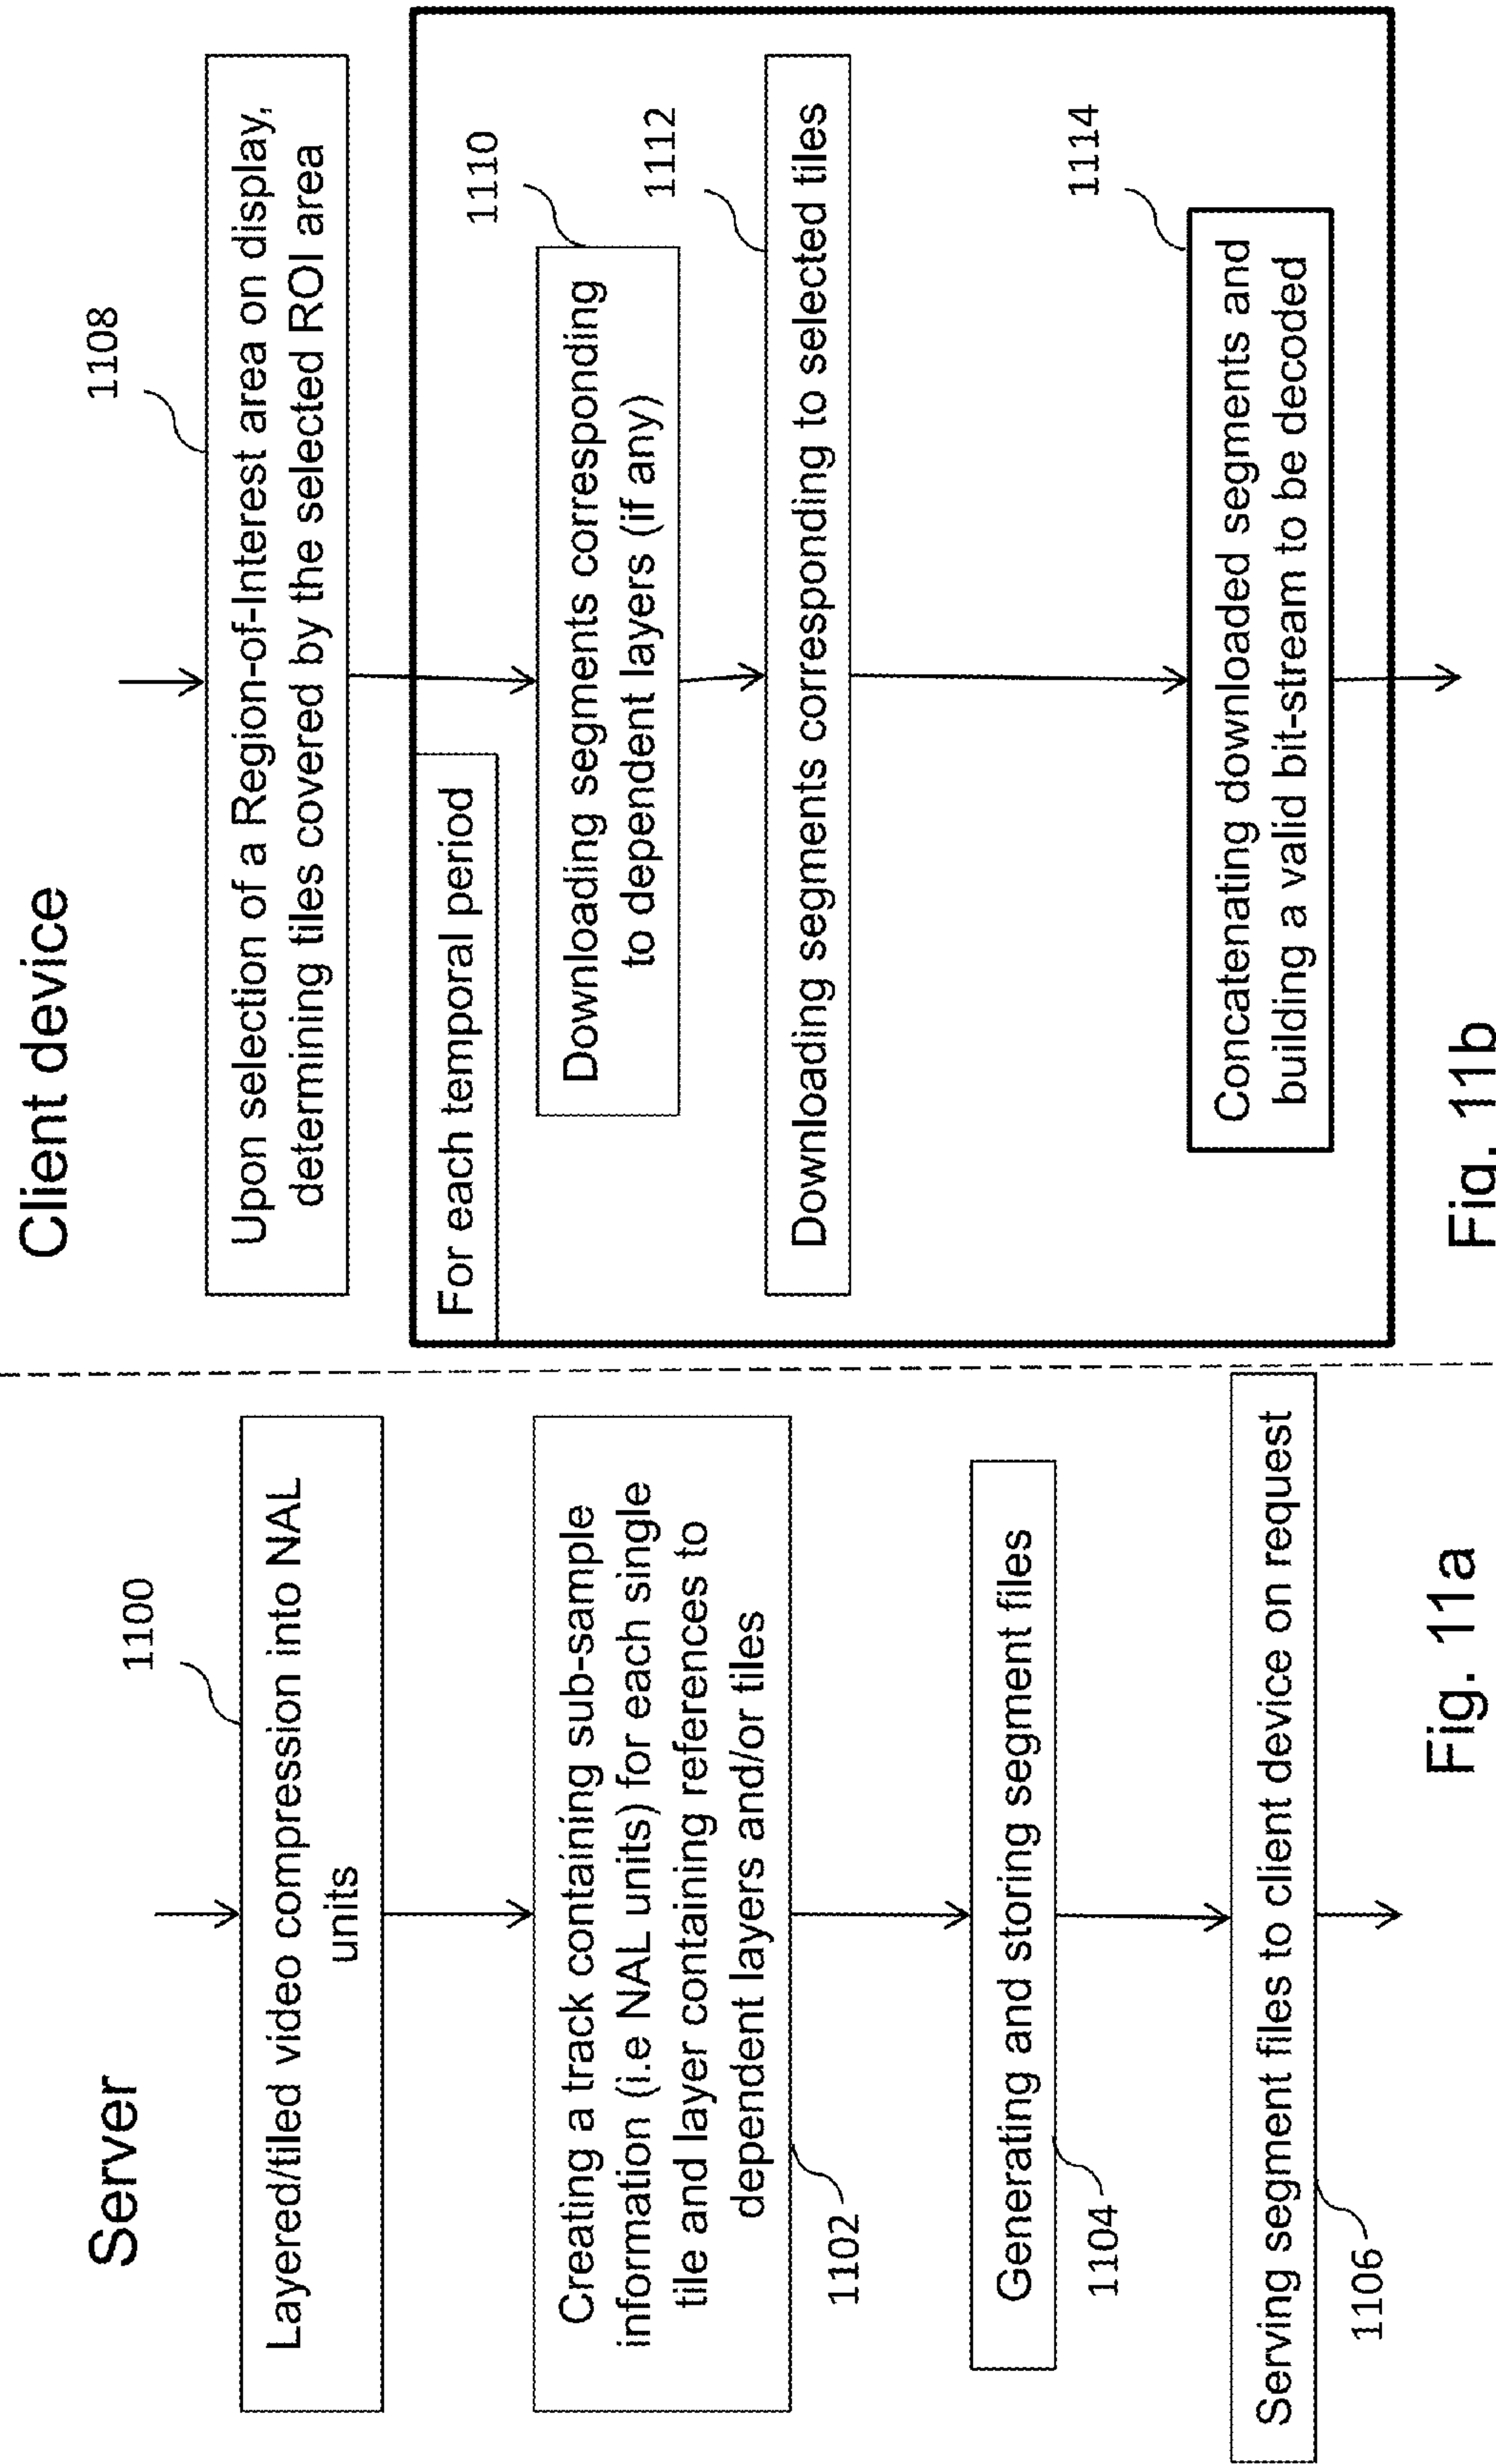 Server
1100
Layered/tiled video compression into NAL
units
Creating a track containing sub-sample
information (i.e NAL units) for each single
tile and layer containing references to
dependent layers and/or tiles
1102
Generating and storing segment files
1104
Serving segment files to client device on request
1106
Fig. 11a
Client device
1108
Upon selection of a Region-of-Interest area on display,
determining tiles covered by the selected ROI area
For each temporal period
1110
Downloading segments corresponding
to dependent layers (if any)
1112
Downloading segments corresponding to selected tiles
1114
Concatenating downloaded segments and
building a valid bit-stream to be decoded
Fig. 11b